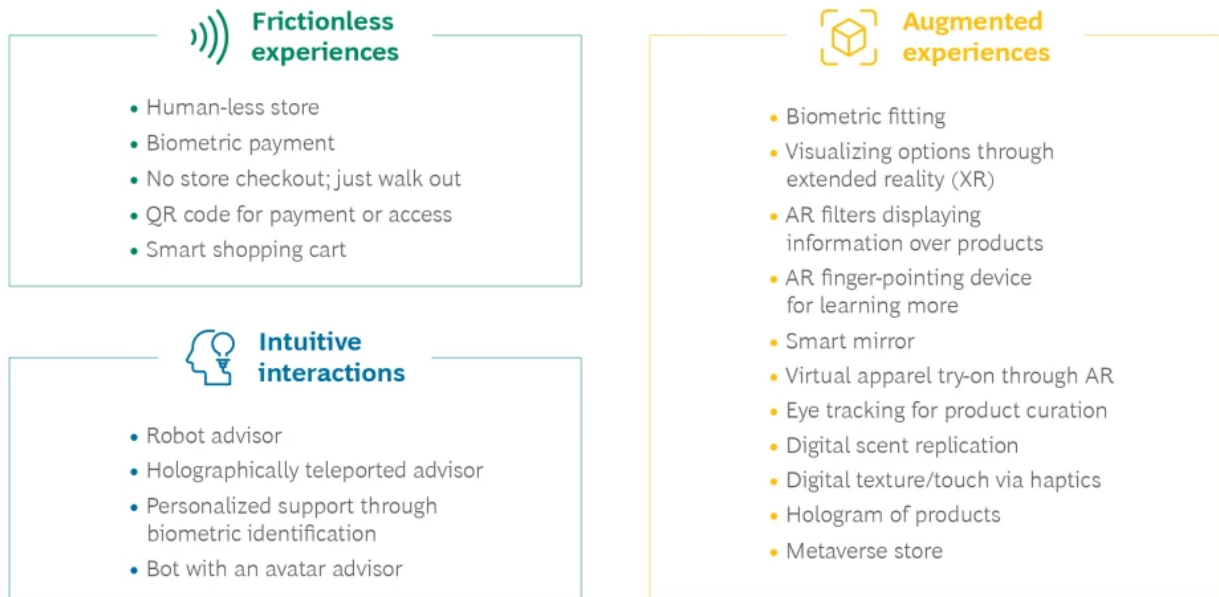 Frictionless
experiences
• Human-less store
• Biometric payment
• No store checkout; just walk out
• QR code for payment or access
• Smart shopping cart
Intuitive
interactions
• Robot advisor
• Holographically teleported advisor
• Personalized support through
biometric identification
• Bot with an avatar advisor
Augmented
experiences
• Biometric fitting
• Visualizing options through
extended reality (XR)
• AR filters displaying
information over products
• AR finger-pointing device
for learning more
• Smart mirror
• Virtual apparel try-on through AR
• Eye tracking for product curation
• Digital scent replication
• Digital texture/touch via haptics
• Hologram of products
• Metaverse store